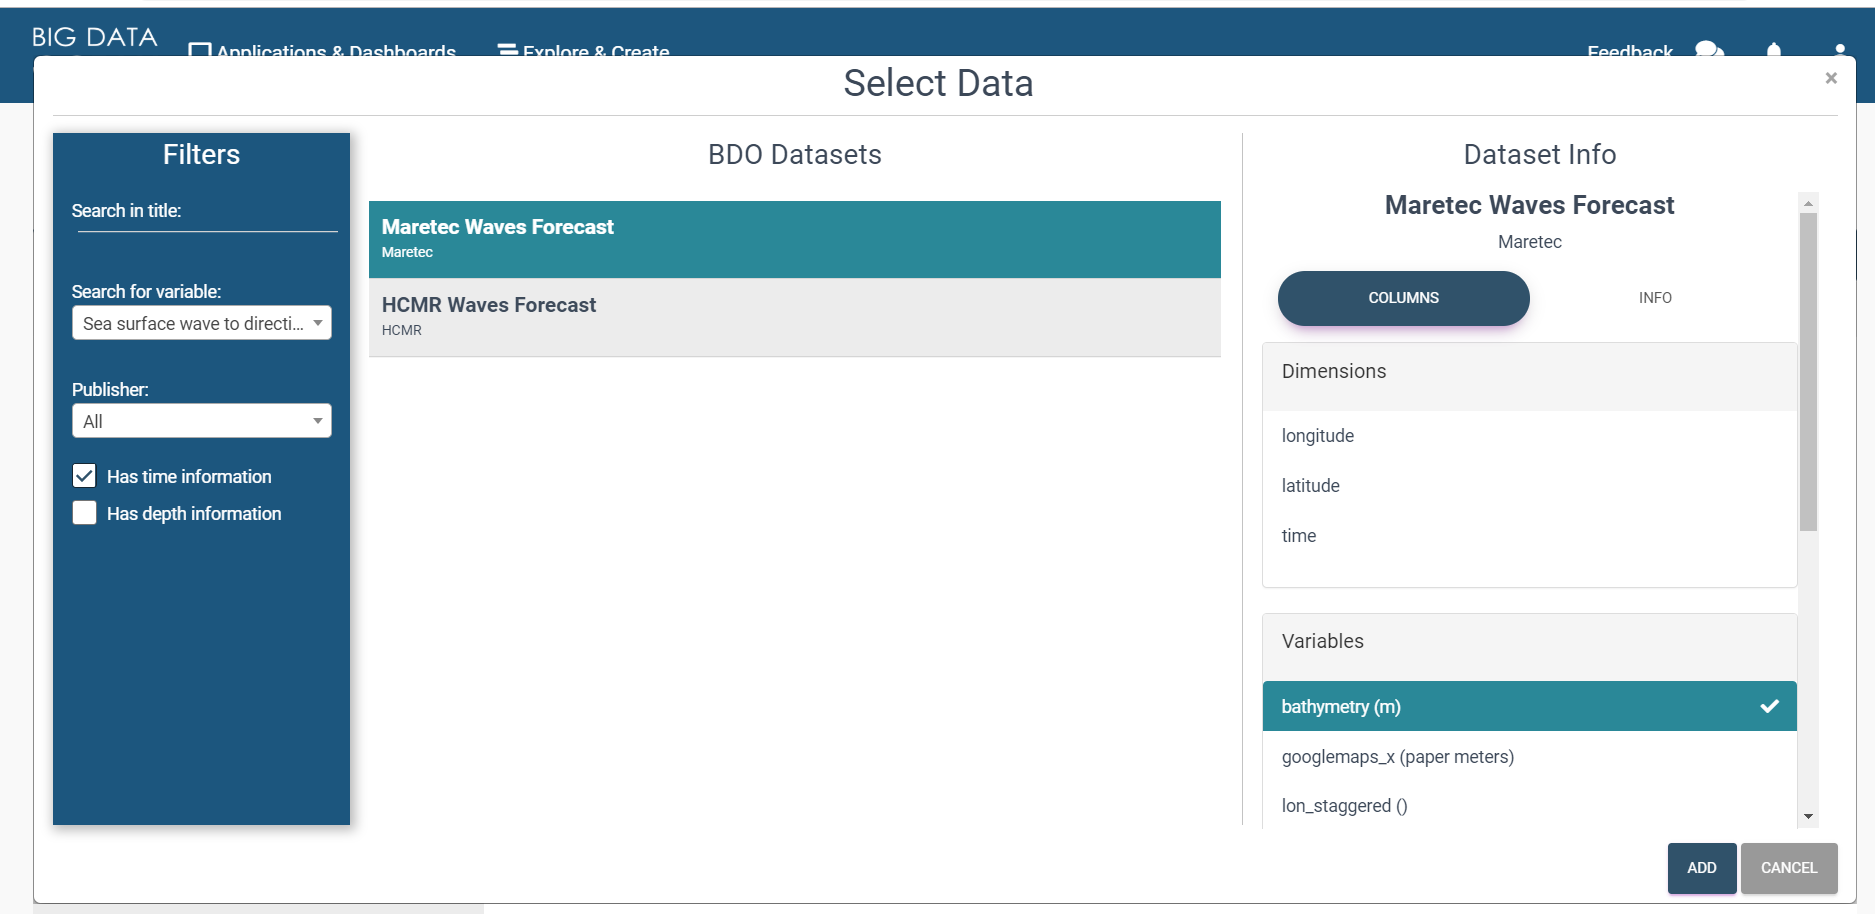 BIG DATA
Applications & Dashboards
Explore & Create
Feedback
Select Data
×
Filters
Search in title:
Search for variable:
Sea surface wave to directi...
Publisher:
All
Has time information
Has depth information
BDO Datasets
Maretec Waves Forecast
Maretec
HCMR Waves Forecast
HCMR
Dataset Info
Maretec Waves Forecast
Maretec
COLUMNS
INFO
Dimensions
longitude
latitude
time
Variables
bathymetry (m)
googlemaps_x (paper meters)
lon_staggered ()
ADD
CANCEL